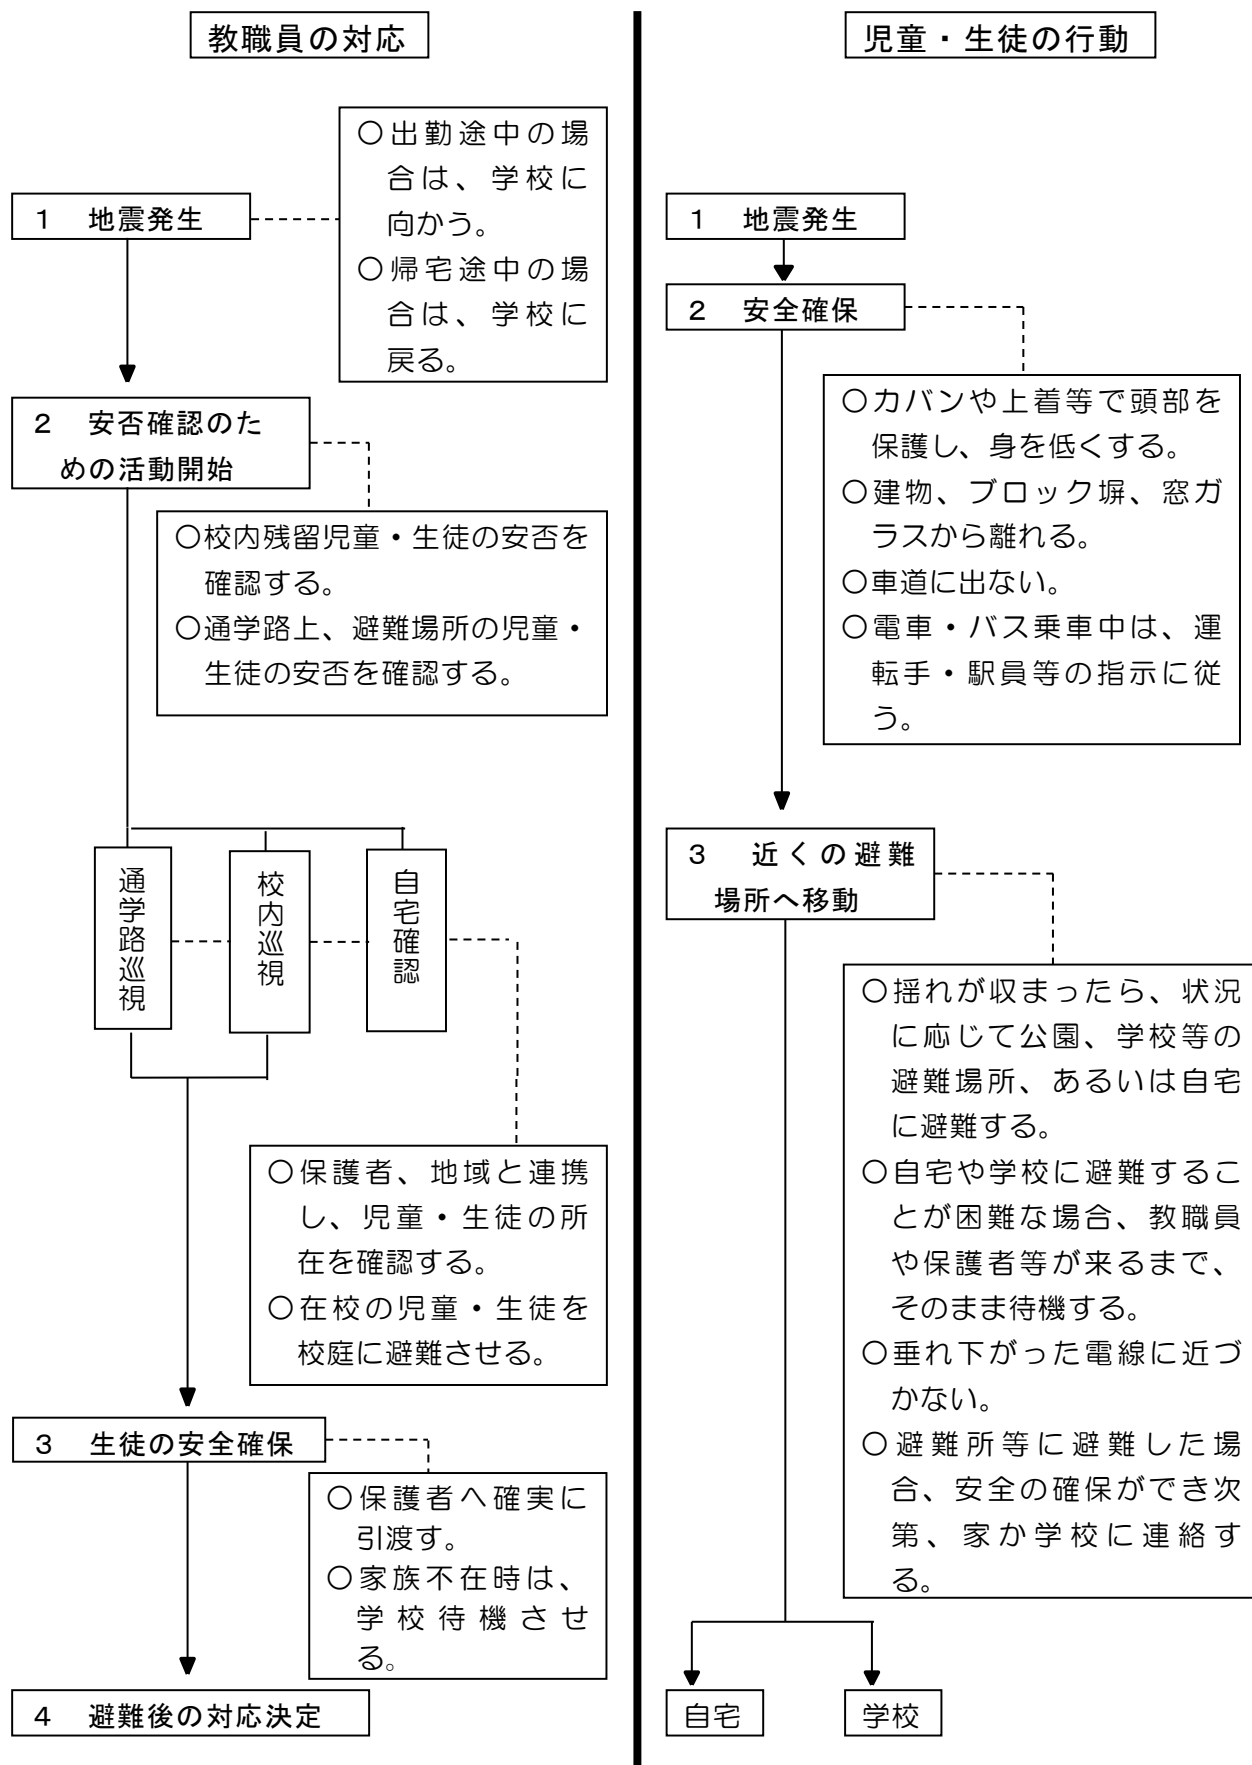 教職員の対応
○出勤途中の場
合は、学校に
向かう。
○帰宅途中の場
合は、学校に
戻る。
1 地震発生
2 安否確認のた
めの活動開始
○校内残留児童・生徒の安否を
確認する。
○通学路上、避難場所の児童・
生徒の安否を確認する。
通学路巡視
校内巡視
自宅確認
○保護者、地域と連携
し、児童・生徒の所
在を確認する。
○在校の児童・生徒を
校庭に避難させる。
3 生徒の安全確保
○保護者へ確実に
引渡す。
○家族不在時は、
学校待機させ
る。
4 避難後の対応決定
児童・生徒の行動
1 地震発生
2 安全確保
○カバンや上着等で頭部を
保護し、身を低くする。
○建物、ブロック塀、窓ガ
ラスから離れる。
○車道に出ない。
○電車・バス乗車中は、運
転手・駅員等の指示に従
う。
3 近くの避難
場所へ移動
○揺れが収まったら、状況
に応じて公園、学校等の
避難場所、あるいは自宅
に避難する。
○自宅や学校に避難するこ
とが困難な場合、教職員
や保護者等が来るまで、
そのまま待機する。
○垂れ下がった電線に近づ
かない。
○避難所等に避難した場
合、安全の確保ができ次
第、家か学校に連絡す
る。
自宅
学校